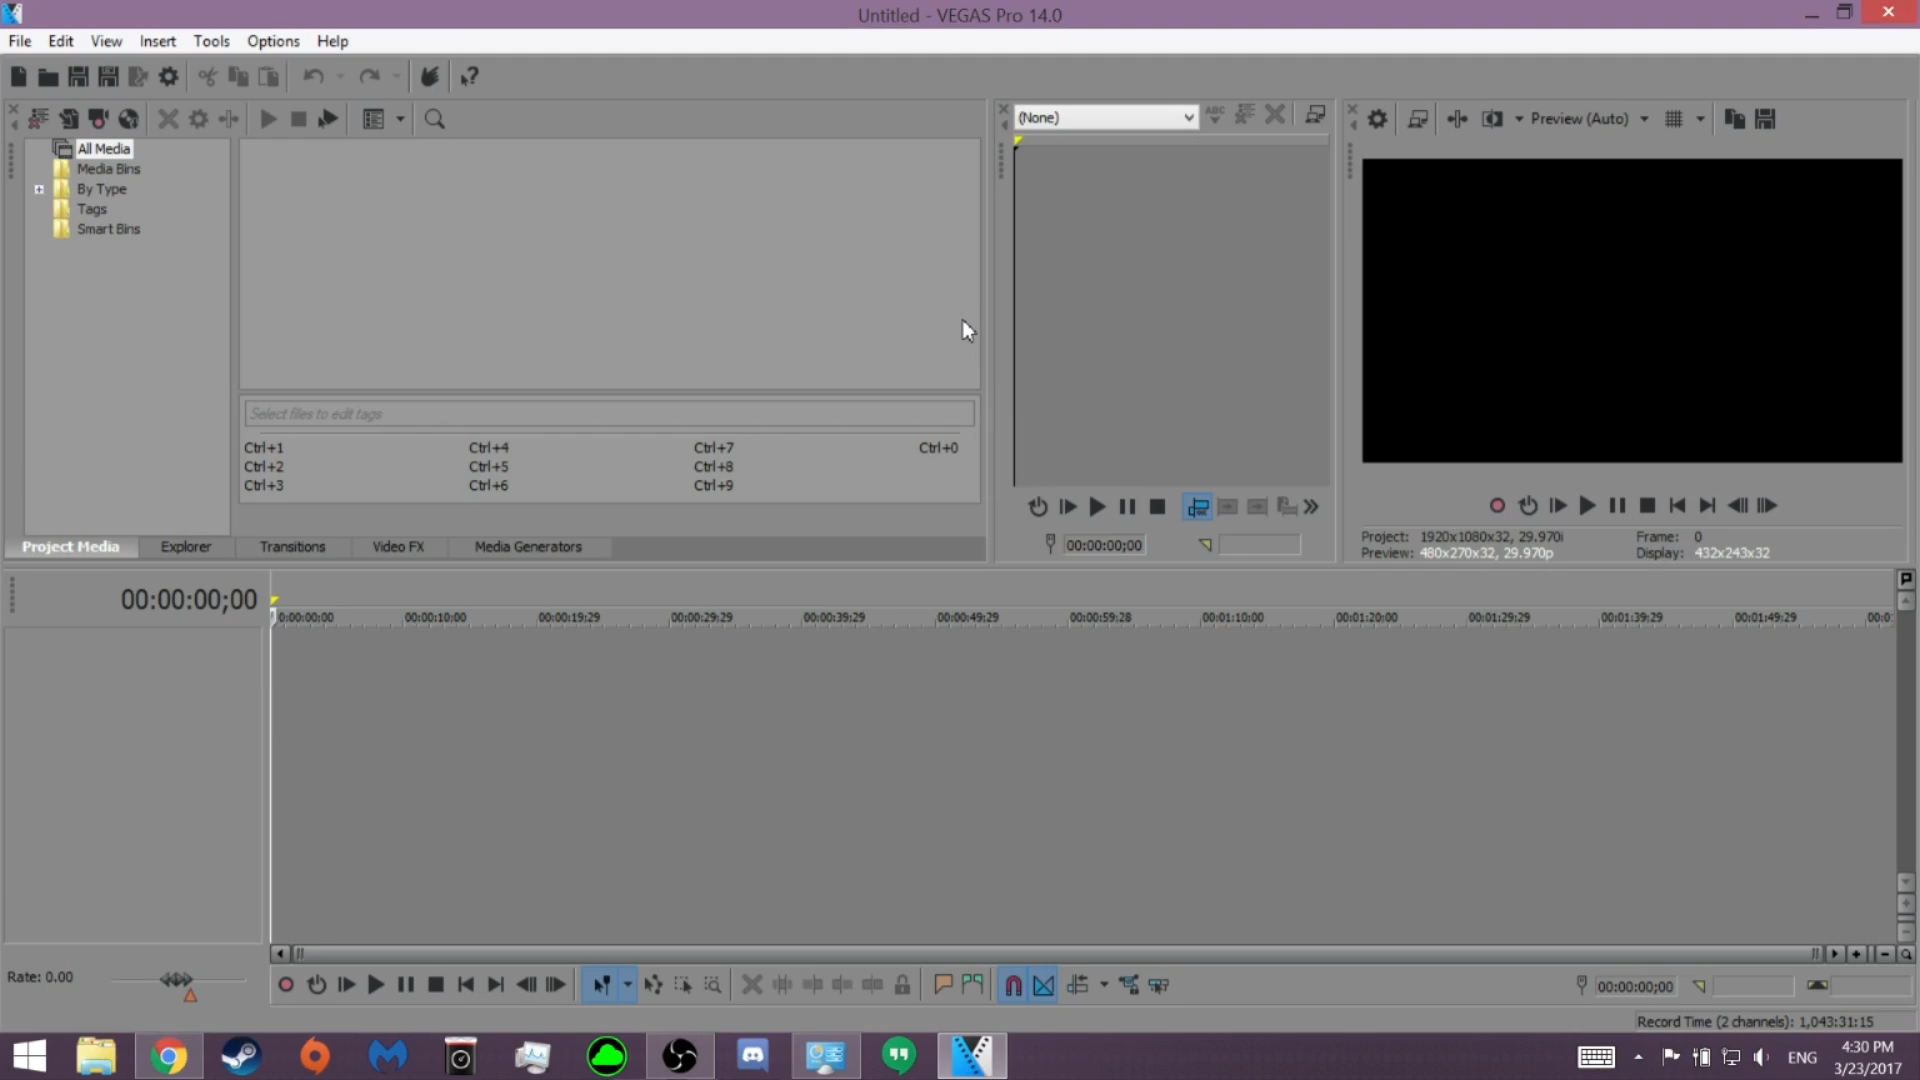 Untitled - VEGAS Pro 14.0
File Edit View Insert Tools Options Help
(None)
Preview (Auto)
All Media
Media Bins
By Type
Tags
Smart Bins
Select files to edit tags
Ctrl+1 Ctrl+4 Ctrl+7 Ctrl+0
Ctrl+2 Ctrl+5 Ctrl+8
Ctrl+3 Ctrl+6 Ctrl+9
Project Media Explorer Transitions Video FX Media Generators
00:00:00;00
Project: 1920x1080x32, 29.970i Frame: 0
Preview: 480x270x32, 29.970p Display: 432x243x32
00:00:00;00
0:00:00:00 00:00:10:00 00:00:19:29 00:00:29:29 00:00:39:29 00:00:49:29 00:00:59:28 00:01:10:00 00:01:20:00 00:01:29:29 00:01:39:29 00:01:49:29 00:0
Rate: 0.00
00:00:00;00
Record Time (2 channels): 1,043:31:15
ENG
4:30 PM
3/23/2017